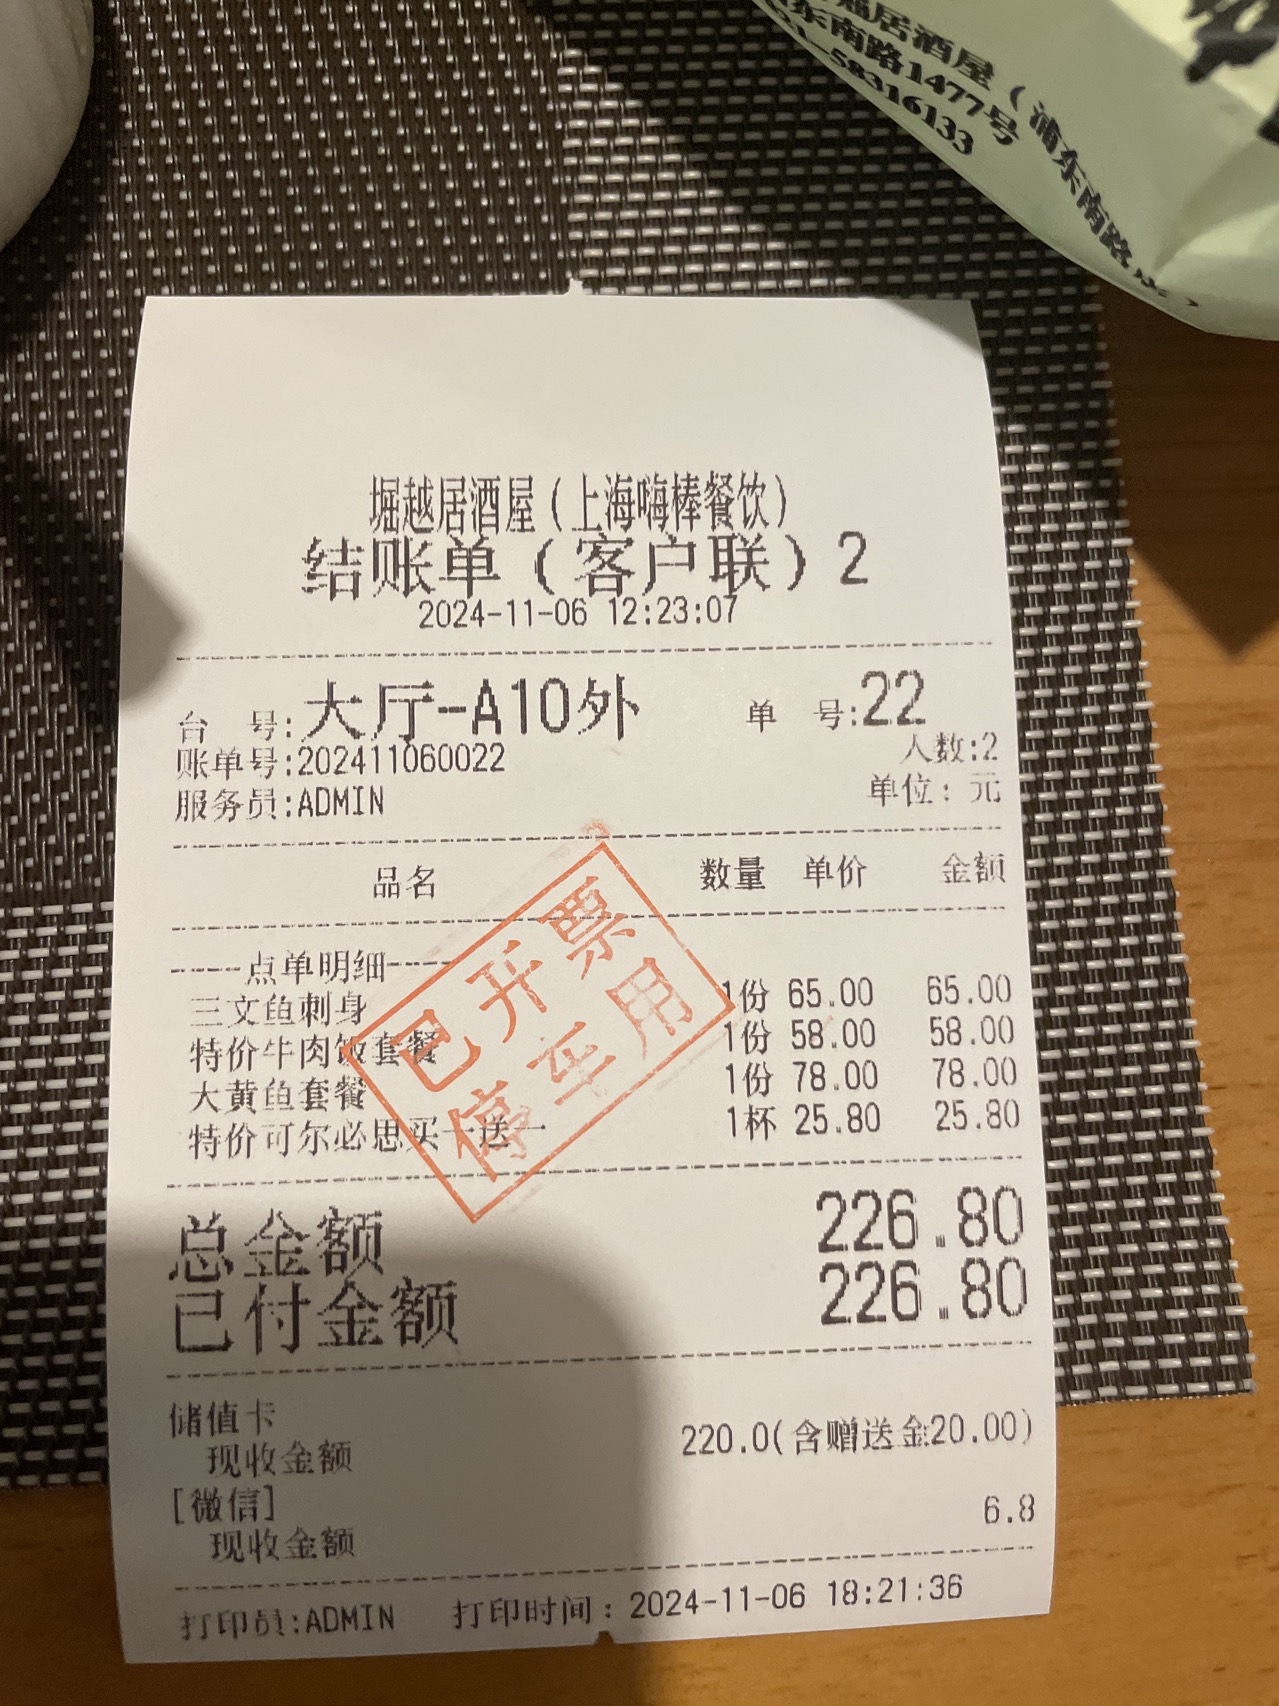 居酒屋（浦东南路店）
东南路1477号
58316133
堀越居酒屋（上海嗨棒餐饮）
结账单（客户联）2
2024-11-06 12:23:07
台 号:大厅-A10外 单 号:22
账单号:202411060022 人数:2
服务员:ADMIN 单位: 元
品名 数量 单价 金额
-----点单明细-----
三文鱼刺身 1份 65.00 65.00
特价牛肉饭套餐 1份 58.00 58.00
大黄鱼套餐 1份 78.00 78.00
特价可尔必思买一送一 1杯 25.80 25.80
已开票
停车用
总金额 226.80
已付金额 226.80
储值卡
现收金额 220.0(含赠送金20.00)
[微信]
现收金额 6.8
打印员:ADMIN 打印时间: 2024-11-06 18:21:36